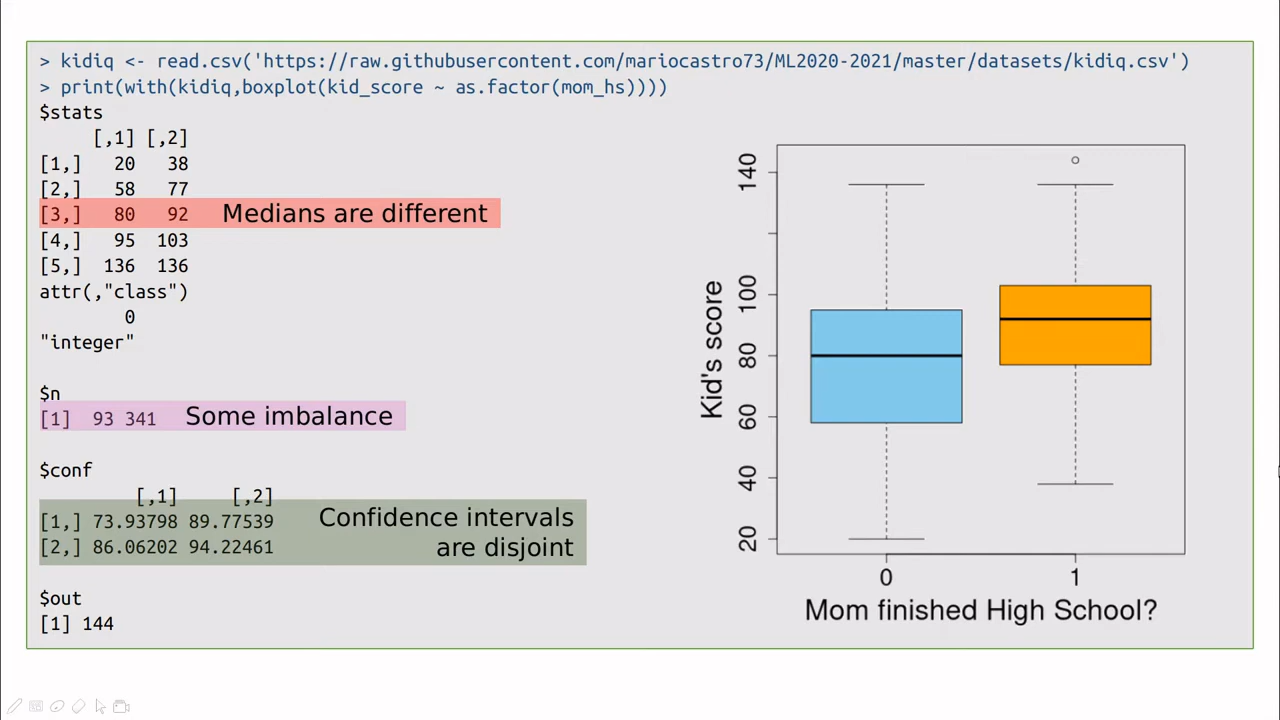 > kidiq <- read.csv('https://raw.githubusercontent.com/mariocastro73/ML2020-2021/master/datasets/kidiq.csv')
> print(with(kidiq,boxplot(kid_score ~ as.factor(mom_hs))))
$stats
[,1] [,2]
[1,] 20 38
[2,] 58 77
[3,] 80 92 Medians are different
[4,] 95 103
[5,] 136 136
attr(,"class")
0
"integer"
$n
[1] 93 341 Some imbalance
$conf
[,1] [,2]
[1,] 73.93798 89.77539 Confidence intervals
[2,] 86.06202 94.22461 are disjoint
$out
[1] 144
Kid's score
140
100
80
60
40
20
0 1
Mom finished High School?